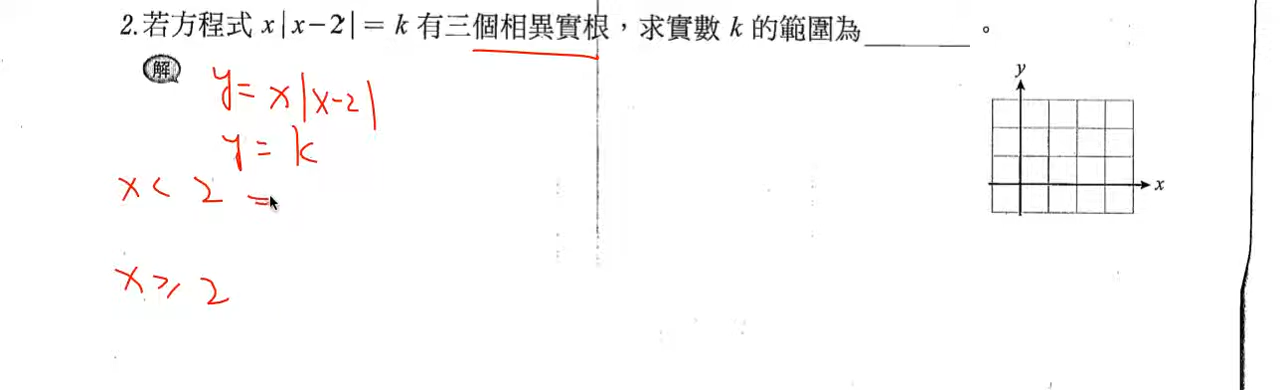 2.若方程式 x|x−2|=k 有三個相異實根，求實數 k 的範圍為________。
解
y = x|x-2|
y = k
x < 2 =
x ≥ 2
y
x